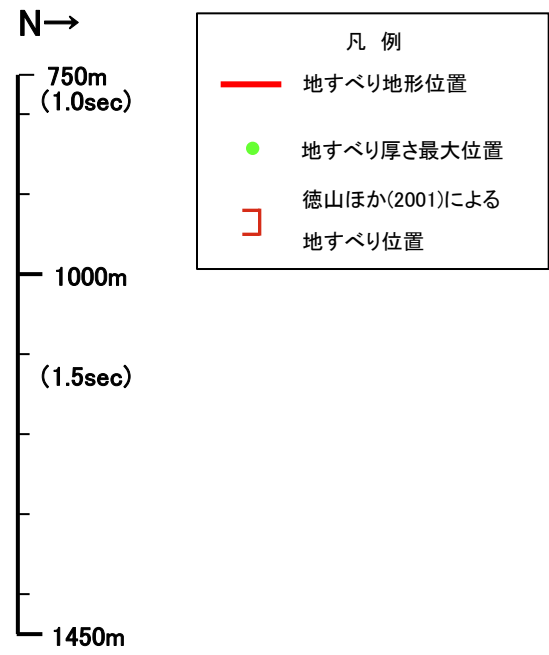 N→
750m
(1.0sec)
1000m
(1.5sec)
1450m
凡 例
地すべり地形位置
地すべり厚さ最大位置
徳山ほか(2001)による
地すべり位置